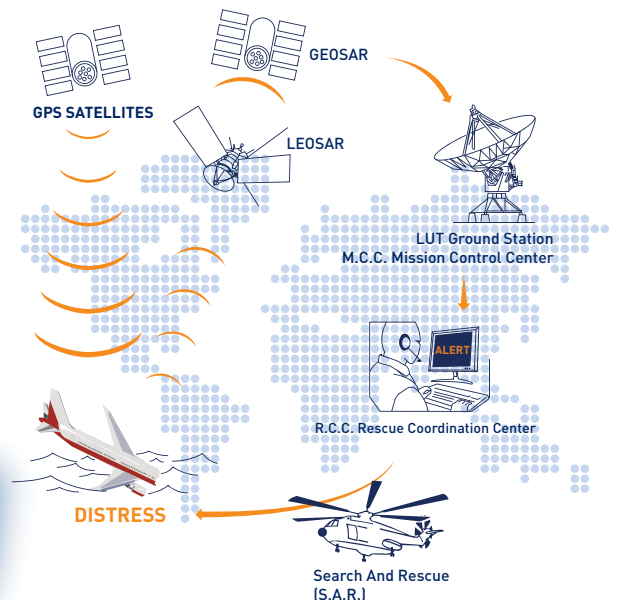 GEOSAR
GPS SATELLITES
LEOSAR
LUT Ground Station
M.C.C. Mission Control Center
ALERT
R.C.C. Rescue Coordination Center
DISTRESS
Search And Rescue
(S.A.R.)